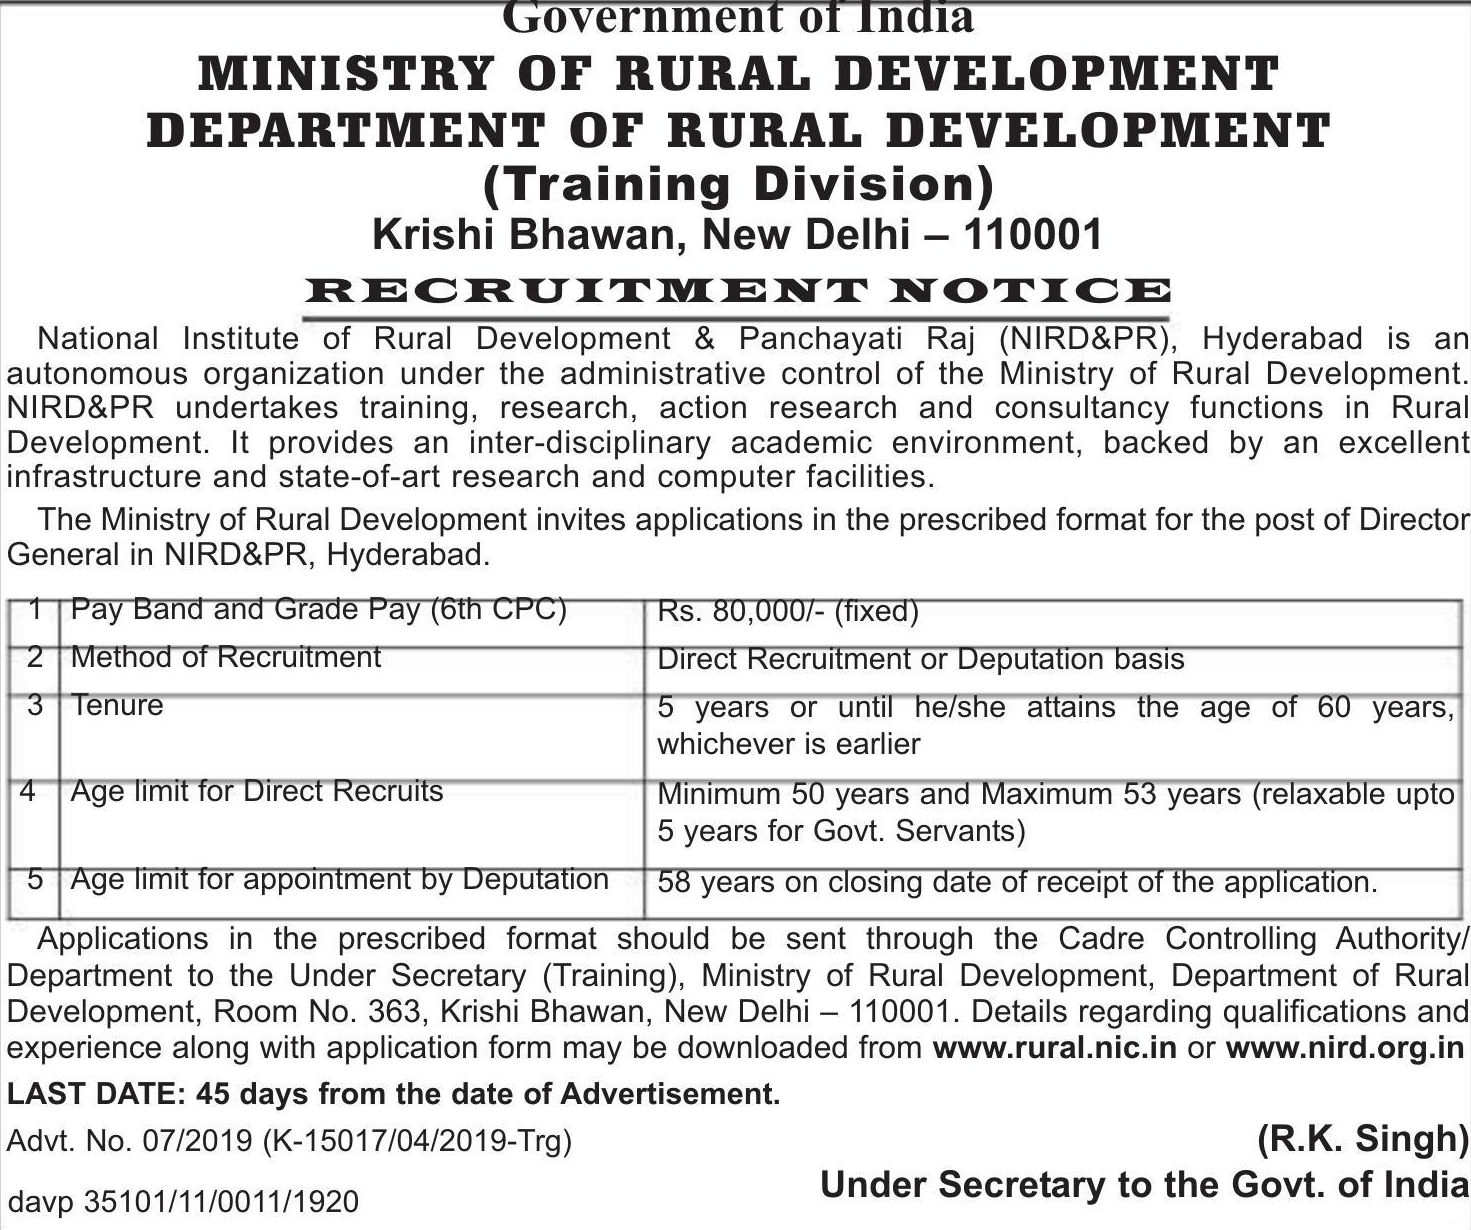 Government of India
MINISTRY OF RURAL DEVELOPMENT
DEPARTMENT OF RURAL DEVELOPMENT
(Training Division)
Krishi Bhawan, New Delhi – 110001
RECRUITMENT NOTICE
National Institute of Rural Development & Panchayati Raj (NIRD&PR), Hyderabad is an
autonomous organization under the administrative control of the Ministry of Rural Development.
NIRD&PR undertakes training, research, action research and consultancy functions in Rural
Development. It provides an inter-disciplinary academic environment, backed by an excellent
infrastructure and state-of-art research and computer facilities.
The Ministry of Rural Development invites applications in the prescribed format for the post of Director
General in NIRD&PR, Hyderabad.
1 Pay Band and Grade Pay (6th CPC) Rs. 80,000/- (fixed)
2 Method of Recruitment Direct Recruitment or Deputation basis
3 Tenure 5 years or until he/she attains the age of 60 years,
whichever is earlier
4 Age limit for Direct Recruits Minimum 50 years and Maximum 53 years (relaxable upto
5 years for Govt. Servants)
5 Age limit for appointment by Deputation 58 years on closing date of receipt of the application.
Applications in the prescribed format should be sent through the Cadre Controlling Authority/
Department to the Under Secretary (Training), Ministry of Rural Development, Department of Rural
Development, Room No. 363, Krishi Bhawan, New Delhi – 110001. Details regarding qualifications and
experience along with application form may be downloaded from www.rural.nic.in or www.nird.org.in
LAST DATE: 45 days from the date of Advertisement.
Advt. No. 07/2019 (K-15017/04/2019-Trg)
(R.K. Singh)
Under Secretary to the Govt. of India
davp 35101/11/0011/1920